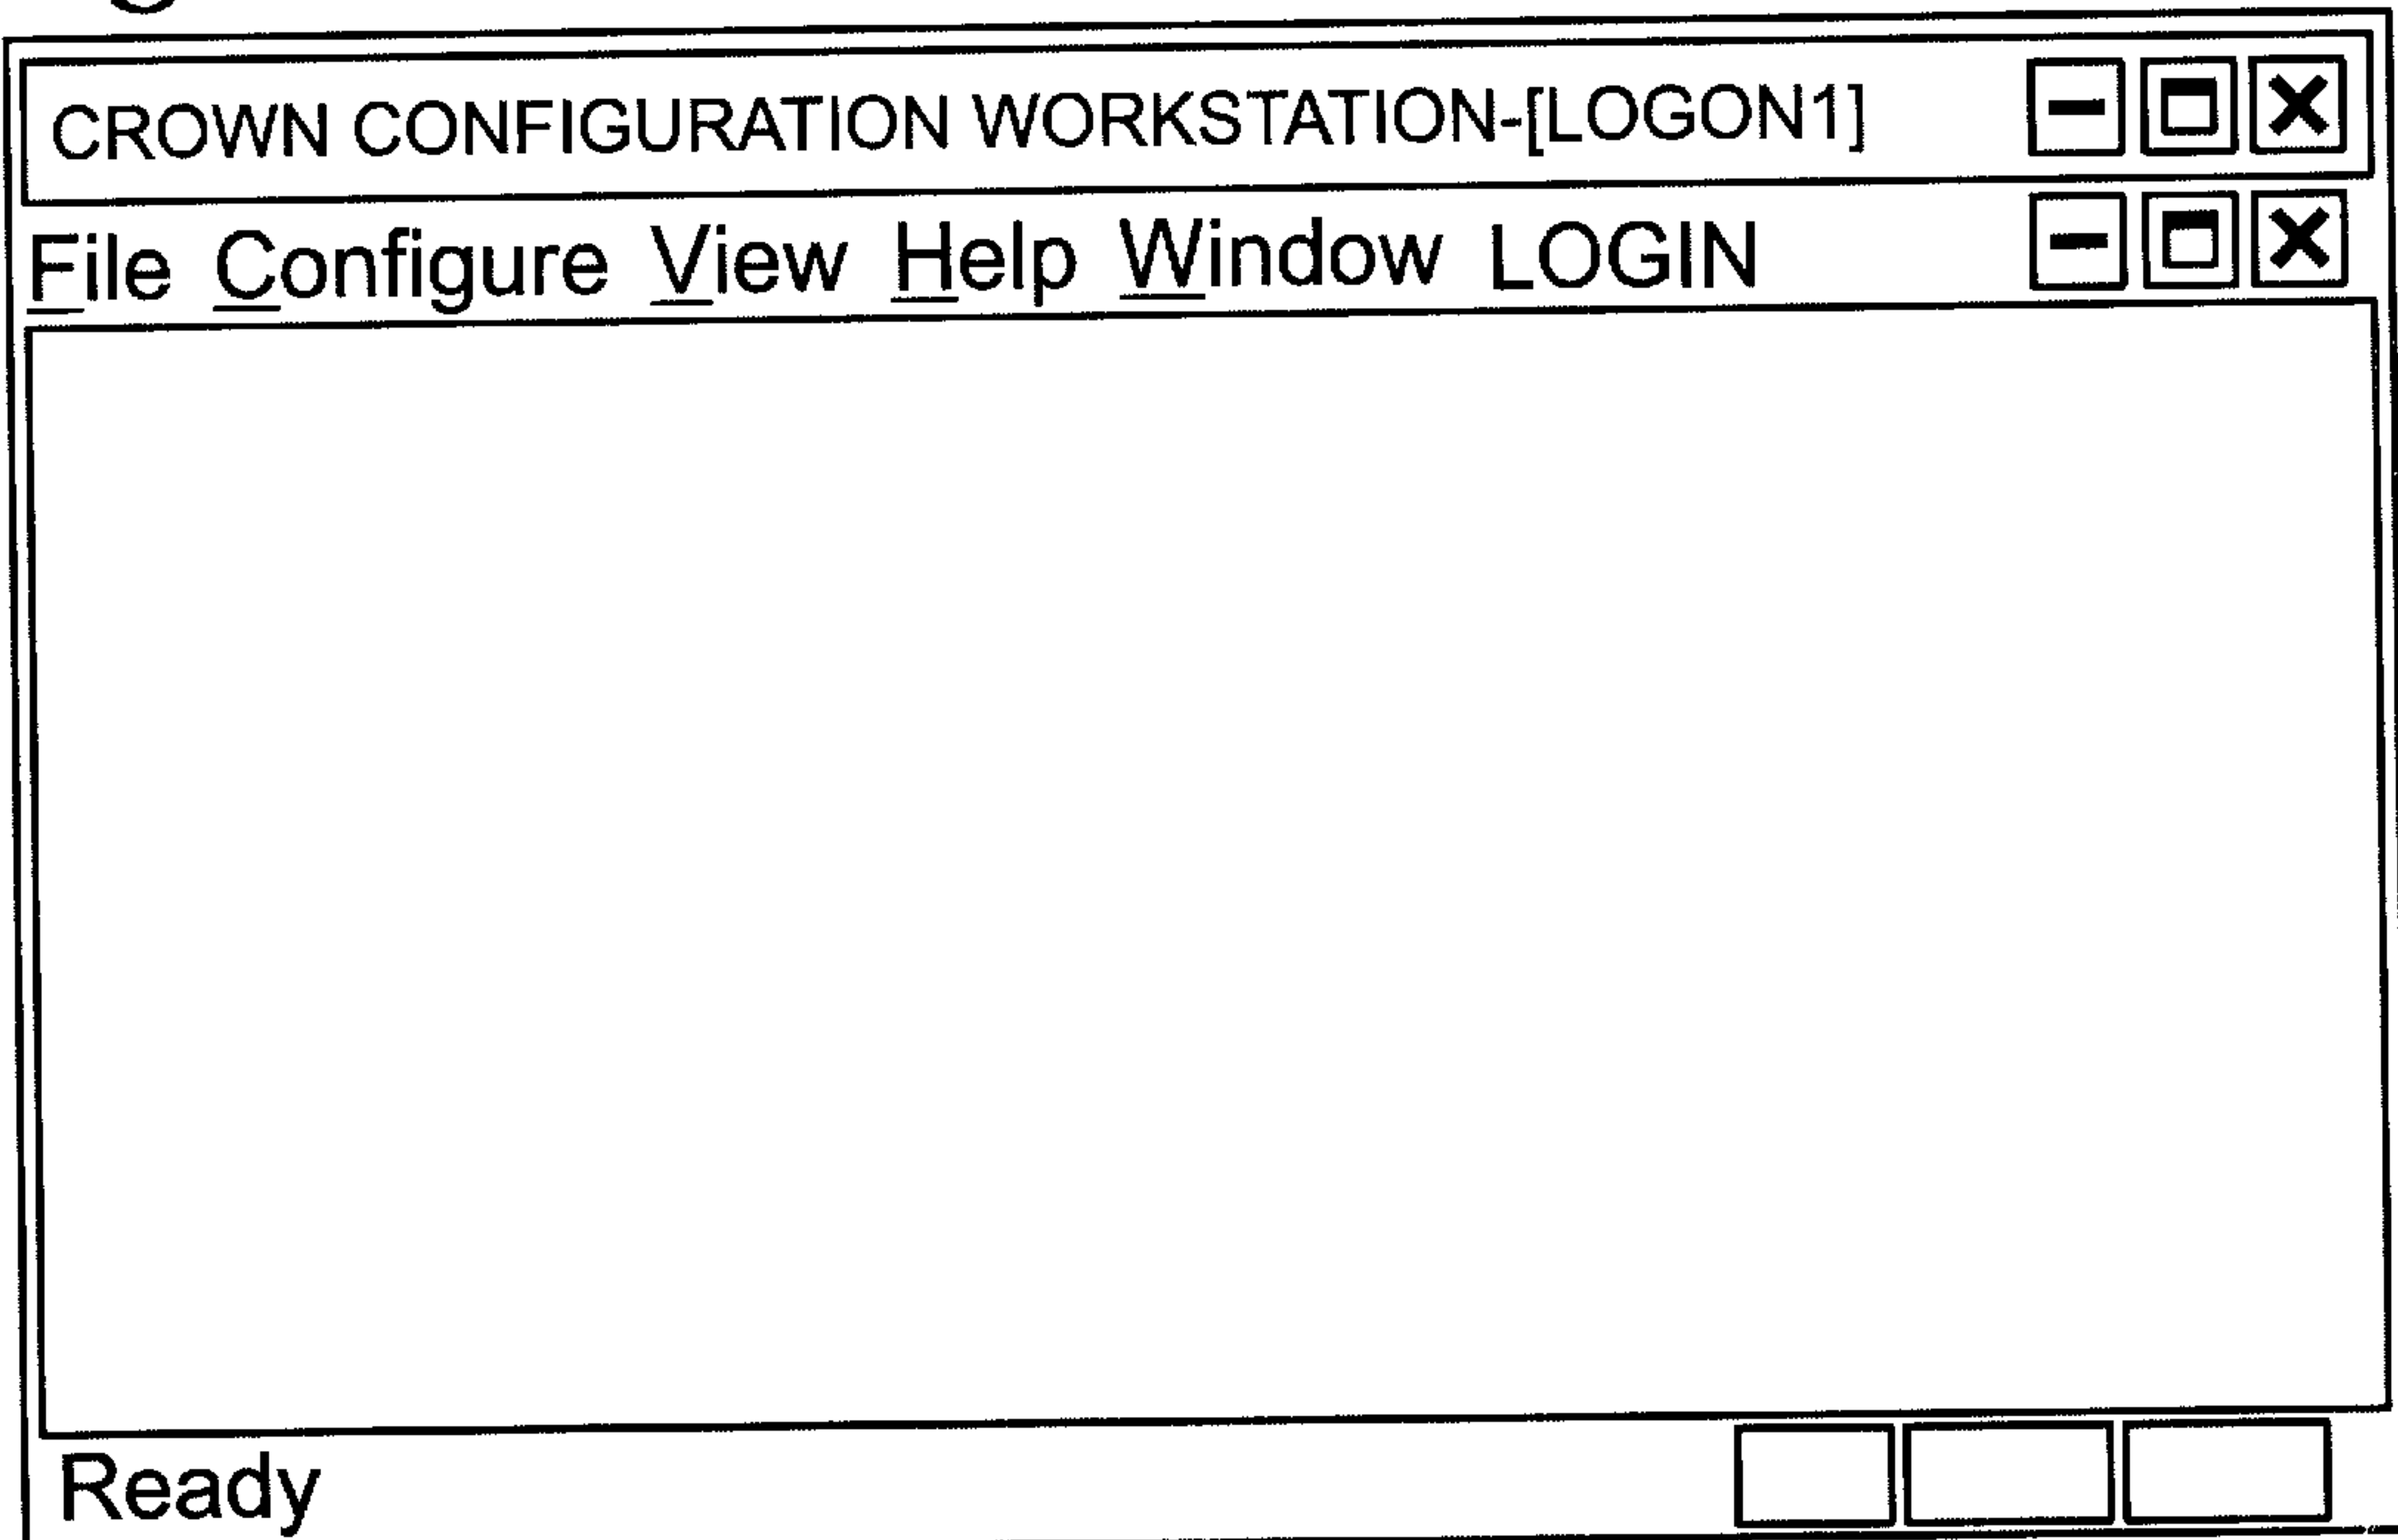 CROWN CONFIGURATION WORKSTATION-[LOGON1]
File Configure View Help Window LOGIN
Ready